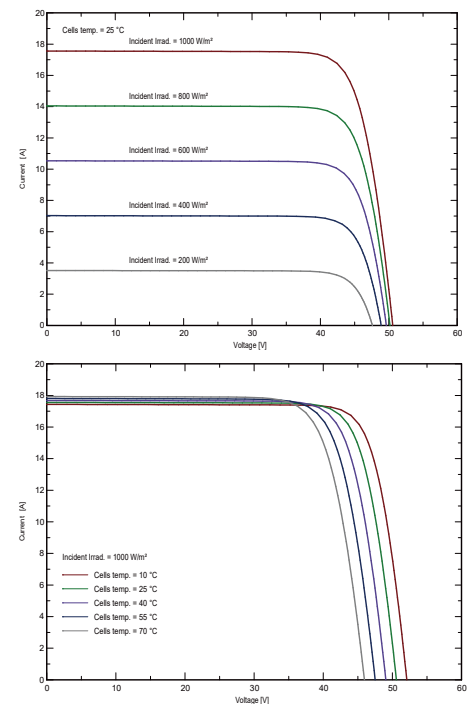 20
Cells temp. = 25 °C
Incident Irrad. = 1000 W/m²
18
16
14
Incident Irrad. = 800 W/m²
12
Current [A]
10
Incident Irrad. = 600 W/m²
8
Incident Irrad. = 400 W/m²
6
4
Incident Irrad. = 200 W/m²
2
0
0 10 20 30 40 50 60
Voltage [V]
20
18
16
14
12
Current [A]
10
8
Incident Irrad. = 1000 W/m²
Cells temp. = 10 °C
6
Cells temp. = 25 °C
Cells temp. = 40 °C
4
Cells temp. = 55 °C
Cells temp. = 70 °C
2
0
0 10 20 30 40 50 60
Voltage [V]